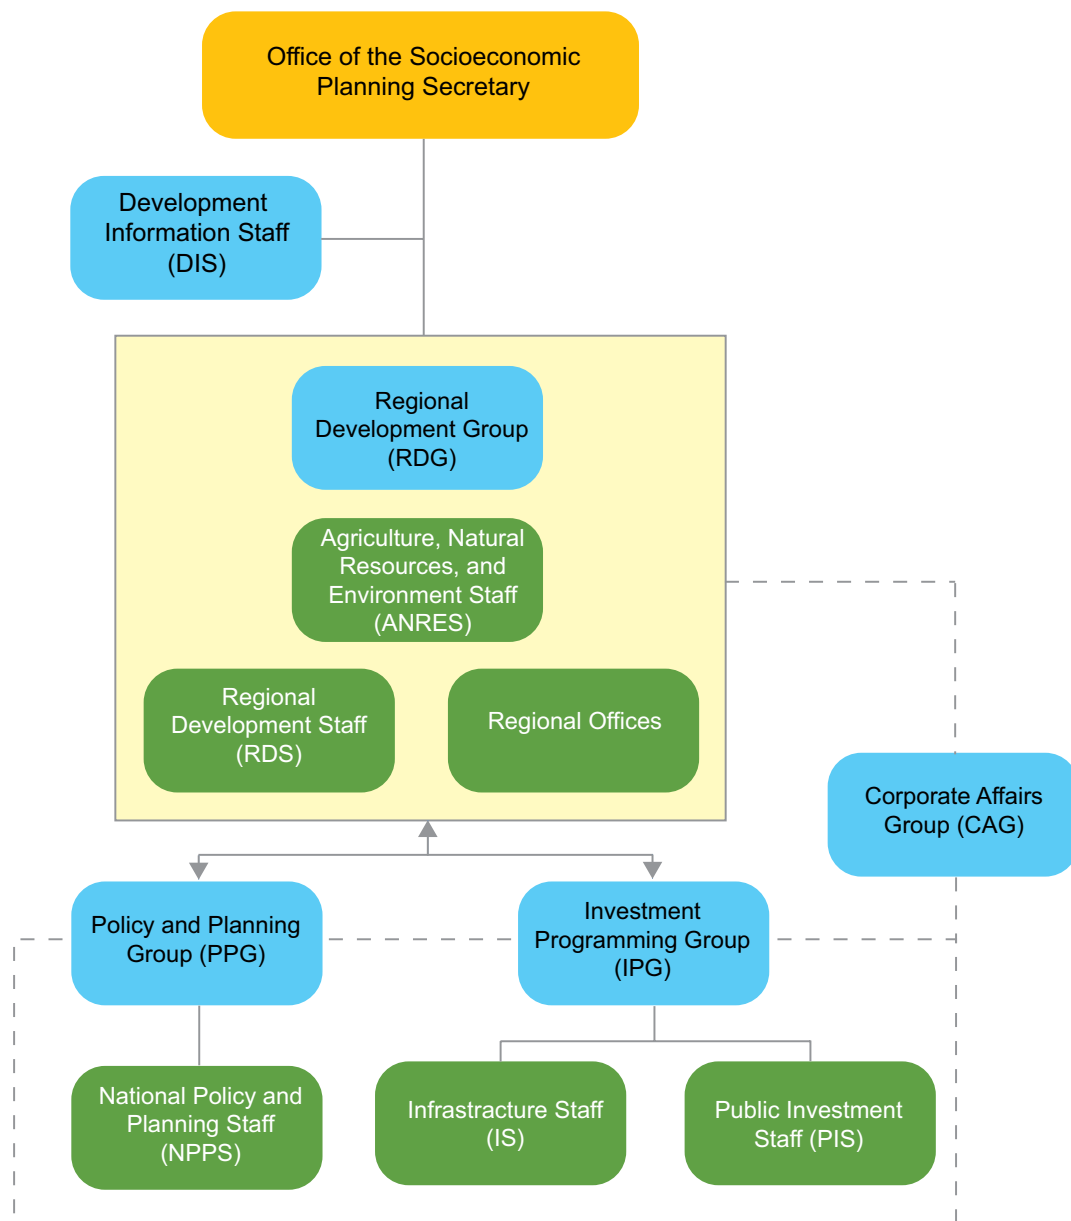 Office of the Socioeconomic
Planning Secretary
Development
Information Staff
(DIS)
Regional
Development Group
(RDG)
Agriculture, Natural
Resources, and
Environment Staff
(ANRES)
Regional
Development Staff
(RDS)
Regional Offices
Corporate Affairs
Group (CAG)
Policy and Planning
Group (PPG)
Investment
Programming Group
(IPG)
National Policy and
Planning Staff
(NPPS)
Infrastracture Staff
(IS)
Public Investment
Staff (PIS)